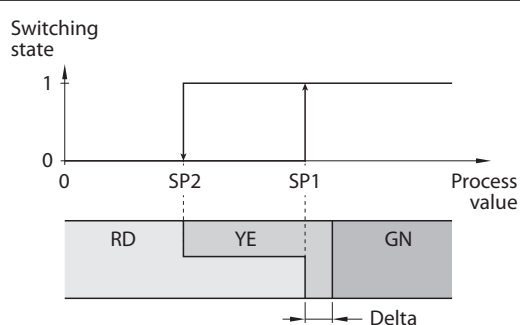 Switching
state
1
0
0
SP2
SP1
Process
value
RD
YE
GN
Delta